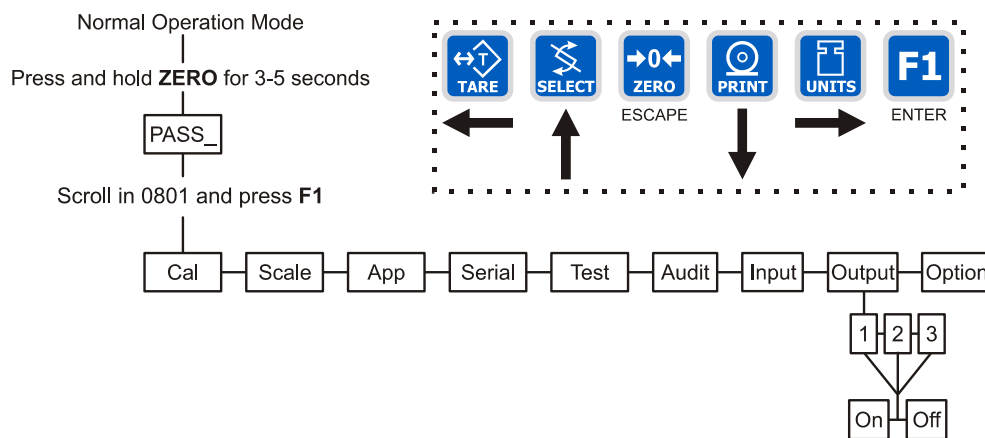 Normal Operation Mode
Press and hold ZERO for 3-5 seconds
PASS_
Scroll in 0801 and press F1
T
TARE
SELECT
→0←
ZERO
PRINT
UNITS
F1
ESCAPE
ENTER
Cal
Scale
App
Serial
Test
Audit
Input
Output
Option
1
2
3
On
Off